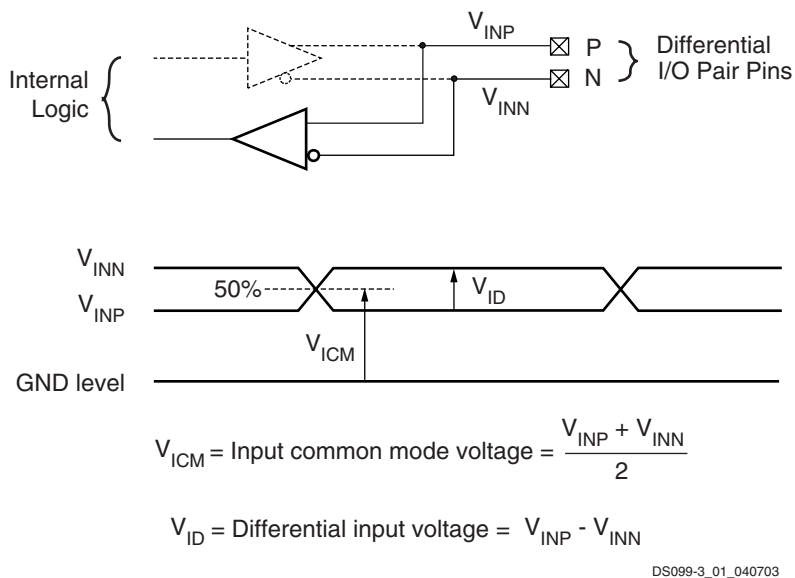 V_INP
P
Differential
N
I/O Pair Pins
Internal
Logic
V_INN
V_INN
50%
V_ID
V_INP
V_ICM
GND level
V_ICM = Input common mode voltage = (V_INP + V_INN) / 2
V_ID = Differential input voltage = V_INP - V_INN
DS099-3_01_040703